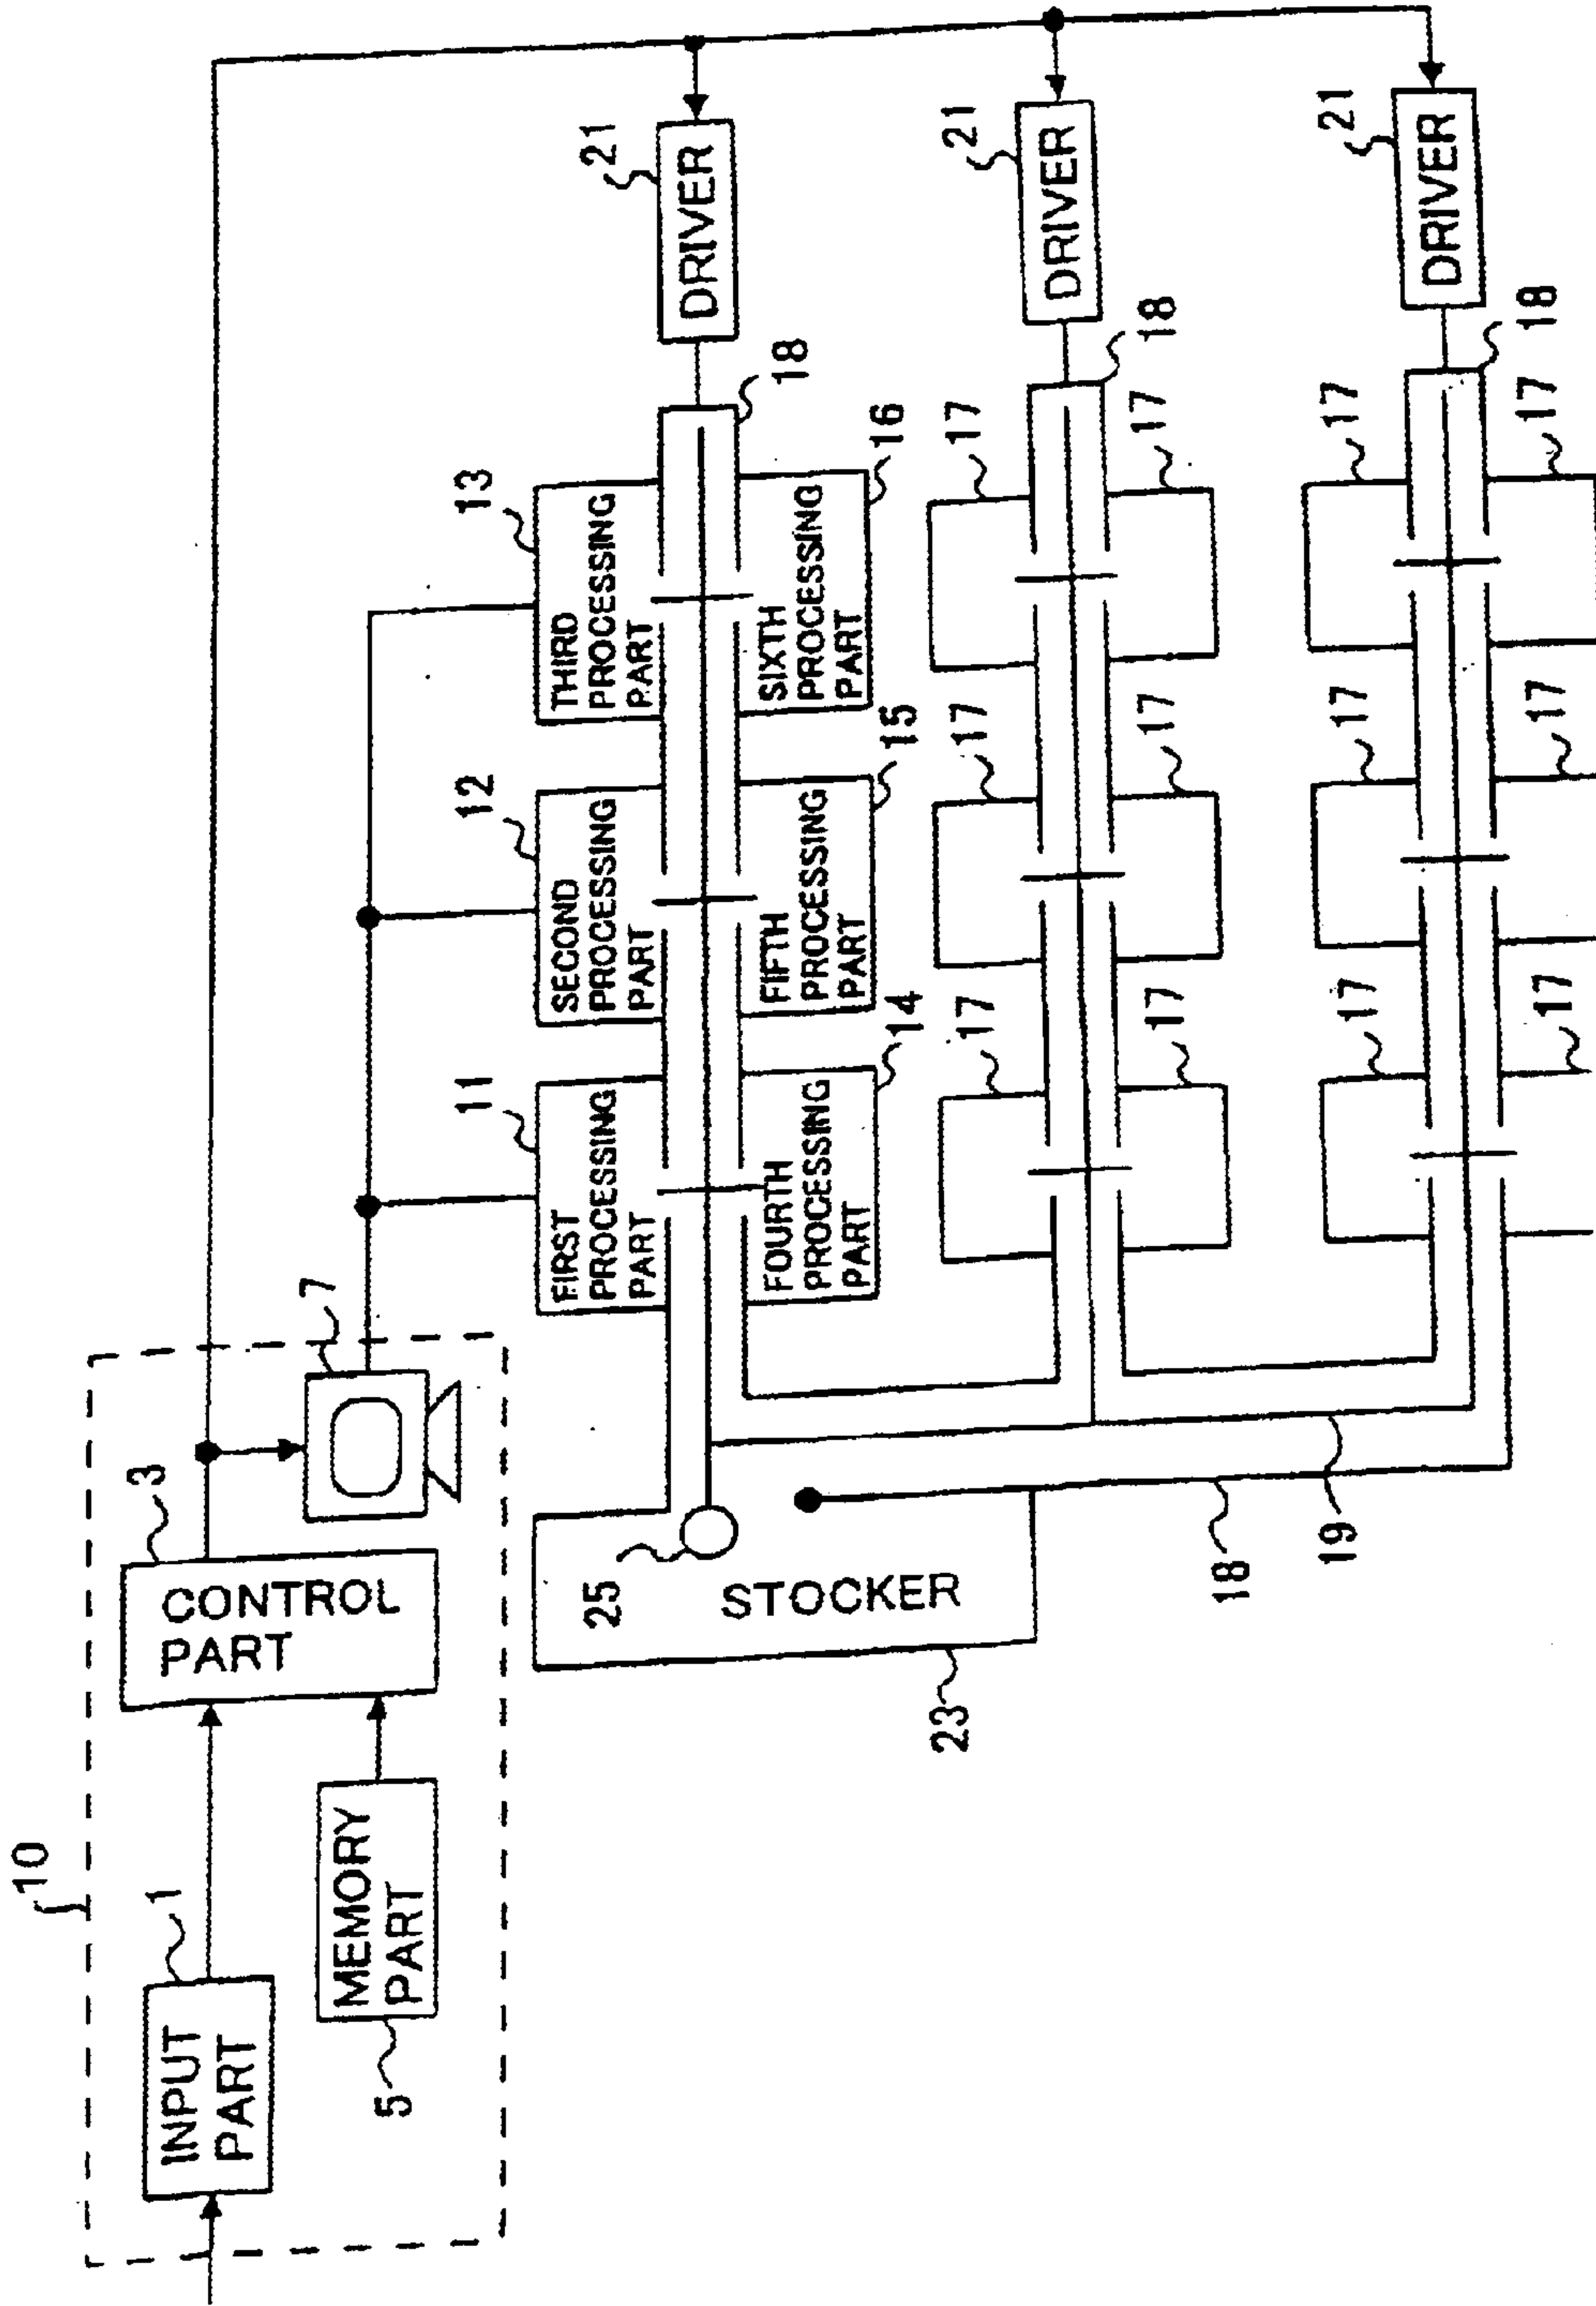 10
1
INPUT
PART
3
CONTROL
PART
5
MEMORY
PART
7
11
FIRST
PROCESSING
PART
12
SECOND
PROCESSING
PART
13
THIRD
PROCESSING
PART
21
DRIVER
18
25
STOCKER
23
FOURTH
PROCESSING
PART
14
FIFTH
PROCESSING
PART
15
SIXTH
PROCESSING
PART
16
17
17
17
21
DRIVER
18
17
17
17
18
19
17
17
17
21
DRIVER
18
17
17
17